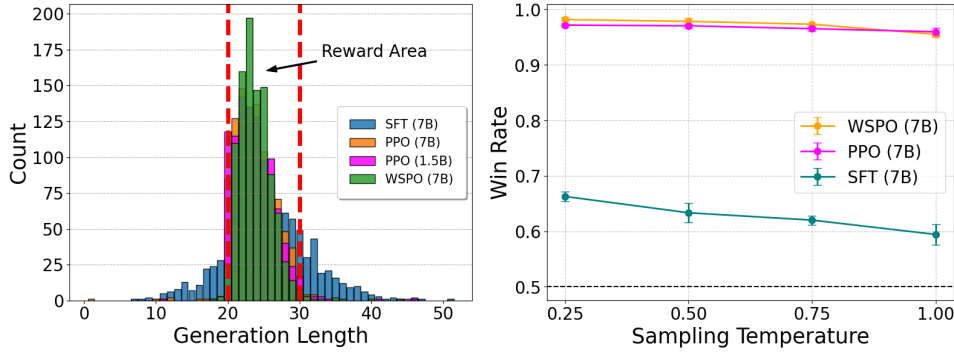 Reward Area
200
175
150
125
100
75
50
25
0
Count
SFT (7B)
PPO (7B)
PPO (1.5B)
WSPO (7B)
0 10 20 30 40 50
Generation Length
1.0
0.9
0.8
0.7
0.6
0.5
Win Rate
WSPO (7B)
PPO (7B)
SFT (7B)
0.25 0.50 0.75 1.00
Sampling Temperature